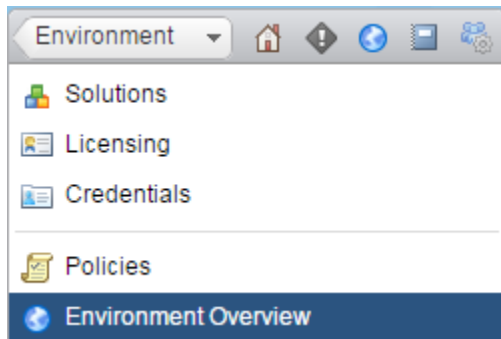 Environment
Solutions
Licensing
Credentials
Policies
Environment Overview